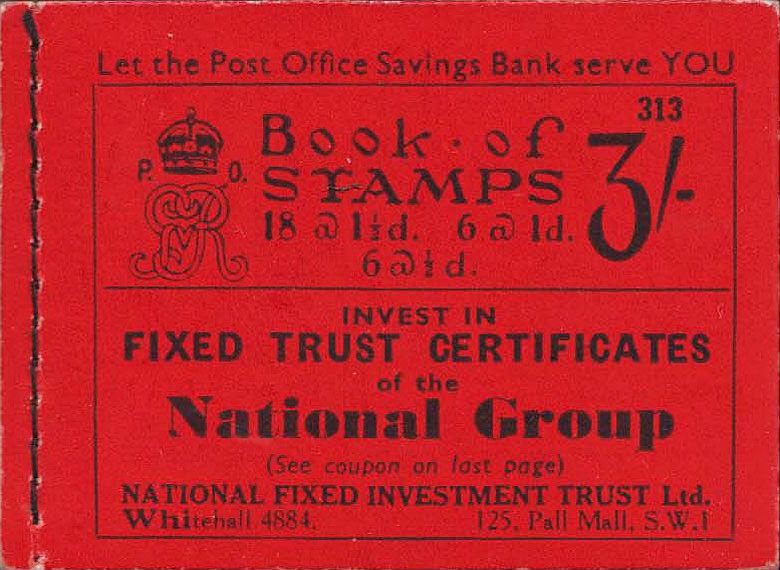 Let the Post Office Savings Bank serve YOU
313
P. O.
Book of
STAMPS
3/-
18 @ 1½d. 6 @ 1d.
6 @ ½d.
INVEST IN
FIXED TRUST CERTIFICATES
of the
National Group
(See coupon on last page)
NATIONAL FIXED INVESTMENT TRUST Ltd.
Whitehall 4884. 125, Pall Mall, S.W.1